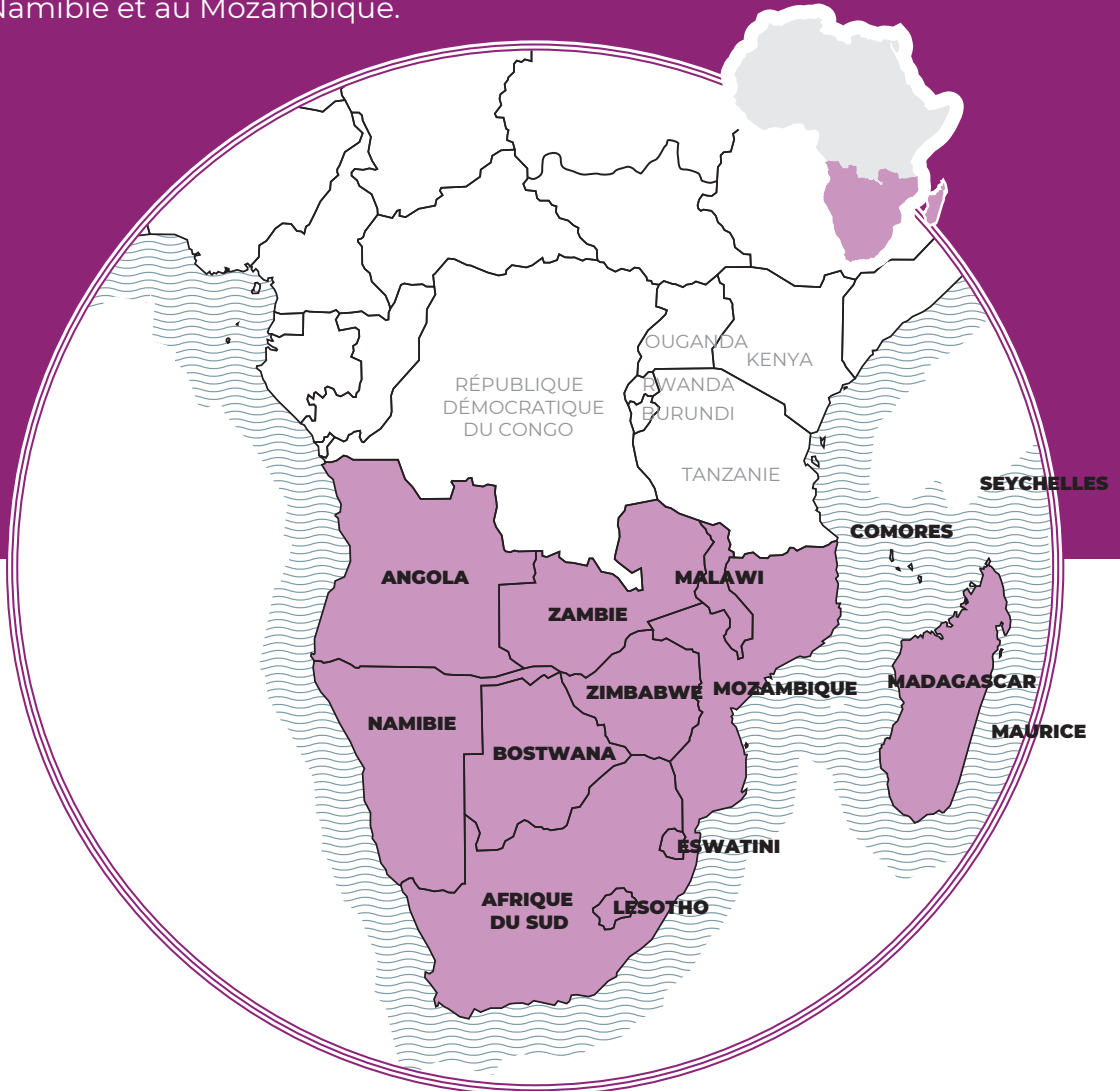 Namibie et au Mozambique.
OUGANDA
KENYA
RÉPUBLIQUE
DÉMOCRATIQUE
DU CONGO
RWANDA
BURUNDI
TANZANIE
SEYCHELLES
COMORES
ANGOLA
MALAWI
ZAMBIE
MADAGASCAR
ZIMBABWE
MOZAMBIQUE
NAMIBIE
MAURICE
BOSTWANA
ESWATINI
AFRIQUE
DU SUD
LESOTHO